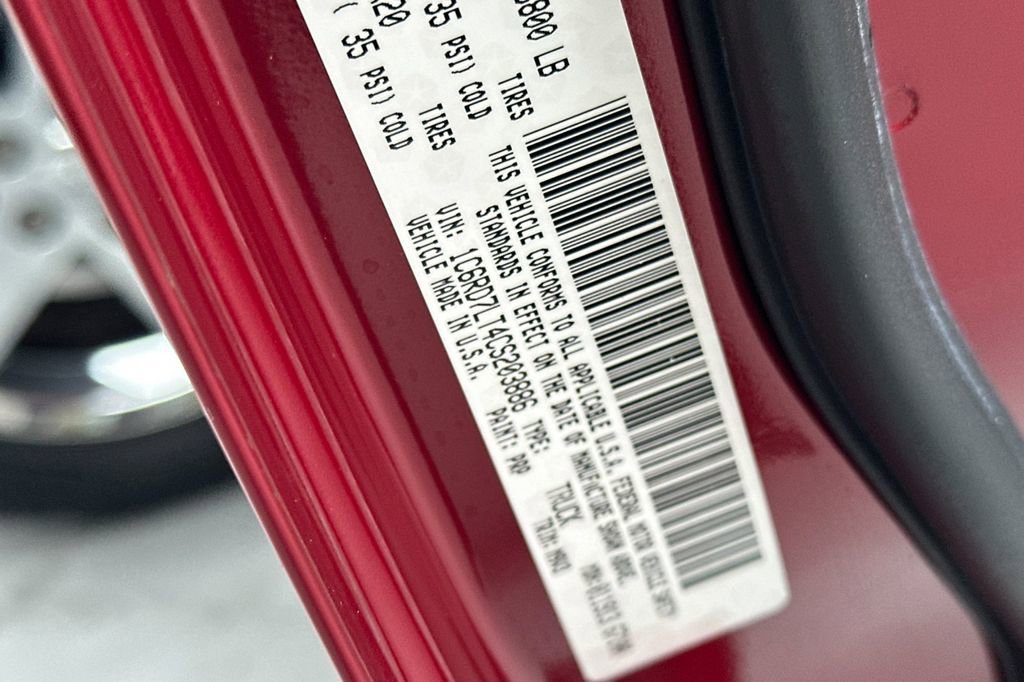 6800 LB
35 PSI) COLD TIRES
20
( 35 PSI) COLD TIRES
THIS VEHICLE CONFORMS TO ALL APPLICABLE U.S.A. FEDERAL MOTOR VEHICLE SAFETY
STANDARDS IN EFFECT ON THE DATE OF MANUFACTURE SHOWN ABOVE.
VIN: 1C6RD7LT4CS203886 TYPE: TRUCK
VEHICLE MADE IN U.S.A. PAINT: PRP TRIM: